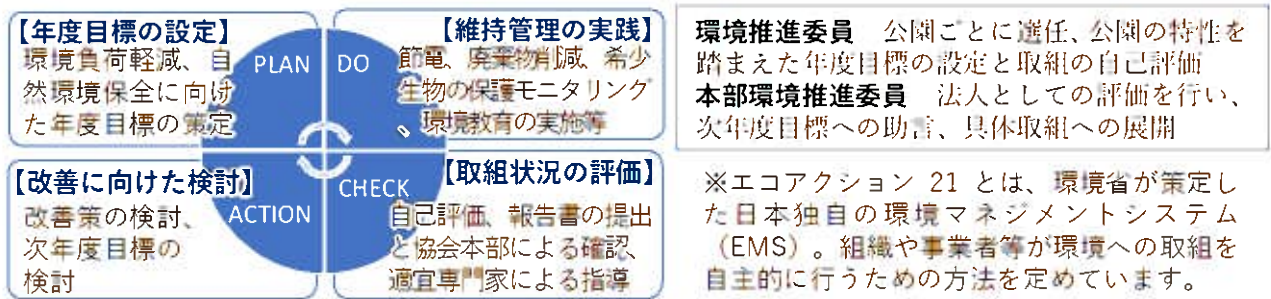 【年度目標の設定】
環境負荷軽減、自
然環境保全に向け
た年度目標の策定
PLAN
DO
【維持管理の実践】
節電、廃棄物削減、希少
生物の保護モニタリング
、環境教育の実施等
【改善に向けた検討】
改善策の検討、
次年度目標の
検討
ACTION
CHECK
【取組状況の評価】
自己評価、報告書の提出
と協会本部による確認、
適宜専門家による指導
環境推進委員　公園ごとに選任、公園の特性を
踏まえた年度目標の設定と取組の自己評価
本部環境推進委員　法人としての評価を行い、
次年度目標への助言、具体取組への展開
※エコアクション 21 とは、環境省が策定し
た日本独自の環境マネジメントシステム
（EMS）。組織や事業者等が環境への取組を
自主的に行うための方法を定めています。